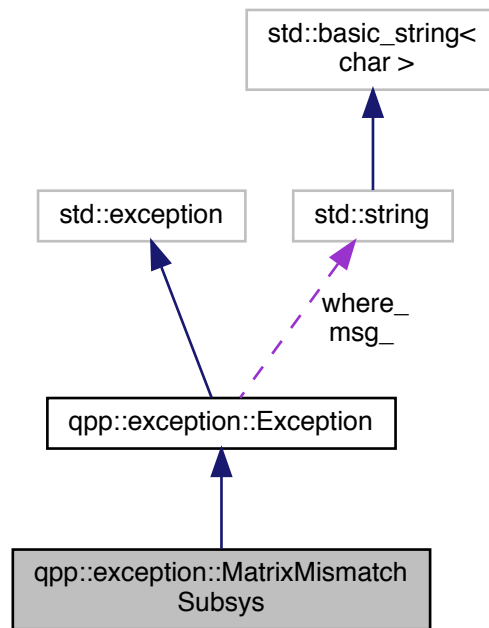 std::basic_string<
char >
std::exception
std::string
where_
msg_
qpp::exception::Exception
qpp::exception::MatrixMismatch
Subsys